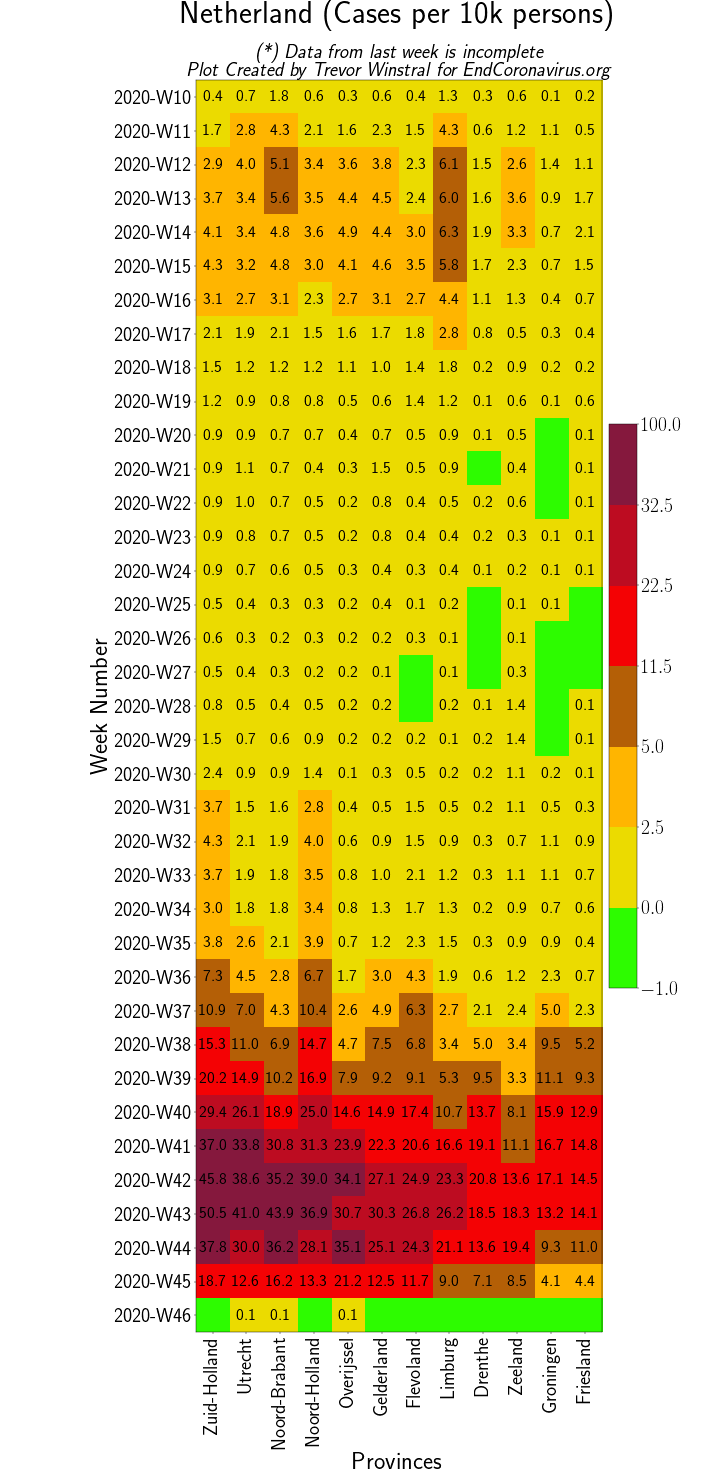 Netherland (Cases per 10k persons)
(*) Data from last week is incomplete
Plot Created by Trevor Winstral for EndCoronavirus.org
2020-W10 0.4 0.7 1.8 0.6 0.3 0.6 0.4 1.3 0.3 0.6 0.1 0.2
2020-W11 1.7 2.8 4.3 2.1 1.6 2.3 1.5 4.3 0.6 1.2 1.1 0.5
2020-W12 2.9 4.0 5.1 3.4 3.6 3.8 2.3 6.1 1.5 2.6 1.4 1.1
2020-W13 3.7 3.4 5.6 3.5 4.4 4.5 2.4 6.0 1.6 3.6 0.9 1.7
2020-W14 4.1 3.4 4.8 3.6 4.9 4.4 3.0 6.3 1.9 3.3 0.7 2.1
2020-W15 4.3 3.2 4.8 3.0 4.1 4.6 3.5 5.8 1.7 2.3 0.7 1.5
2020-W16 3.1 2.7 3.1 2.3 2.7 3.1 2.7 4.4 1.1 1.3 0.4 0.7
2020-W17 2.1 1.9 2.1 1.5 1.6 1.7 1.8 2.8 0.8 0.5 0.3 0.4
2020-W18 1.5 1.2 1.2 1.2 1.1 1.0 1.4 1.8 0.2 0.9 0.2 0.2
2020-W19 1.2 0.9 0.8 0.8 0.5 0.6 1.4 1.2 0.1 0.6 0.1 0.6
2020-W20 0.9 0.9 0.7 0.7 0.4 0.7 0.5 0.9 0.1 0.5 0.1
2020-W21 0.9 1.1 0.7 0.4 0.3 1.5 0.5 0.9 0.4 0.1
2020-W22 0.9 1.0 0.7 0.5 0.2 0.8 0.4 0.5 0.2 0.6 0.1
2020-W23 0.9 0.8 0.7 0.5 0.2 0.8 0.4 0.4 0.2 0.3 0.1 0.1
2020-W24 0.9 0.7 0.6 0.5 0.3 0.4 0.3 0.4 0.1 0.2 0.1 0.1
2020-W25 0.5 0.4 0.3 0.3 0.2 0.4 0.1 0.2 0.1 0.1
2020-W26 0.6 0.3 0.2 0.3 0.2 0.2 0.3 0.1 0.1
2020-W27 0.5 0.4 0.3 0.2 0.2 0.1 0.1 0.3
2020-W28 0.8 0.5 0.4 0.5 0.2 0.2 0.2 0.1 1.4 0.1
2020-W29 1.5 0.7 0.6 0.9 0.2 0.2 0.2 0.1 0.2 1.4 0.1
2020-W30 2.4 0.9 0.9 1.4 0.1 0.3 0.5 0.2 0.2 1.1 0.2 0.1
2020-W31 3.7 1.5 1.6 2.8 0.4 0.5 1.5 0.5 0.2 1.1 0.5 0.3
2020-W32 4.3 2.1 1.9 4.0 0.6 0.9 1.5 0.9 0.3 0.7 1.1 0.9
2020-W33 3.7 1.9 1.8 3.5 0.8 1.0 2.1 1.2 0.3 1.1 1.1 0.7
2020-W34 3.0 1.8 1.8 3.4 0.8 1.3 1.7 1.3 0.2 0.9 0.7 0.6
2020-W35 3.8 2.6 2.1 3.9 0.7 1.2 2.3 1.5 0.3 0.9 0.9 0.4
2020-W36 7.3 4.5 2.8 6.7 1.7 3.0 4.3 1.9 0.6 1.2 2.3 0.7
2020-W37 10.9 7.0 4.3 10.4 2.6 4.9 6.3 2.7 2.1 2.4 5.0 2.3
2020-W38 15.3 11.0 6.9 14.7 4.7 7.5 6.8 3.4 5.0 3.4 9.5 5.2
2020-W39 20.2 14.9 10.2 16.9 7.9 9.2 9.1 5.3 9.5 3.3 11.1 9.3
2020-W40 29.4 26.1 18.9 25.0 14.6 14.9 17.4 10.7 13.7 8.1 15.9 12.9
2020-W41 37.0 33.8 30.8 31.3 23.9 22.3 20.6 16.6 19.1 11.1 16.7 14.8
2020-W42 45.8 38.6 35.2 39.0 34.1 27.1 24.9 23.3 20.8 13.6 17.1 14.5
2020-W43 50.5 41.0 43.9 36.9 30.7 30.3 26.8 26.2 18.5 18.3 13.2 14.1
2020-W44 37.8 30.0 36.2 28.1 35.1 25.1 24.3 21.1 13.6 19.4 9.3 11.0
2020-W45 18.7 12.6 16.2 13.3 21.2 12.5 11.7 9.0 7.1 8.5 4.1 4.4
2020-W46 0.1 0.1 0.1
Week Number
Zuid-Holland
Utrecht
Noord-Brabant
Noord-Holland
Overijssel
Gelderland
Flevoland
Limburg
Drenthe
Zeeland
Groningen
Friesland
Provinces
100.0
32.5
22.5
11.5
5.0
2.5
0.0
−1.0